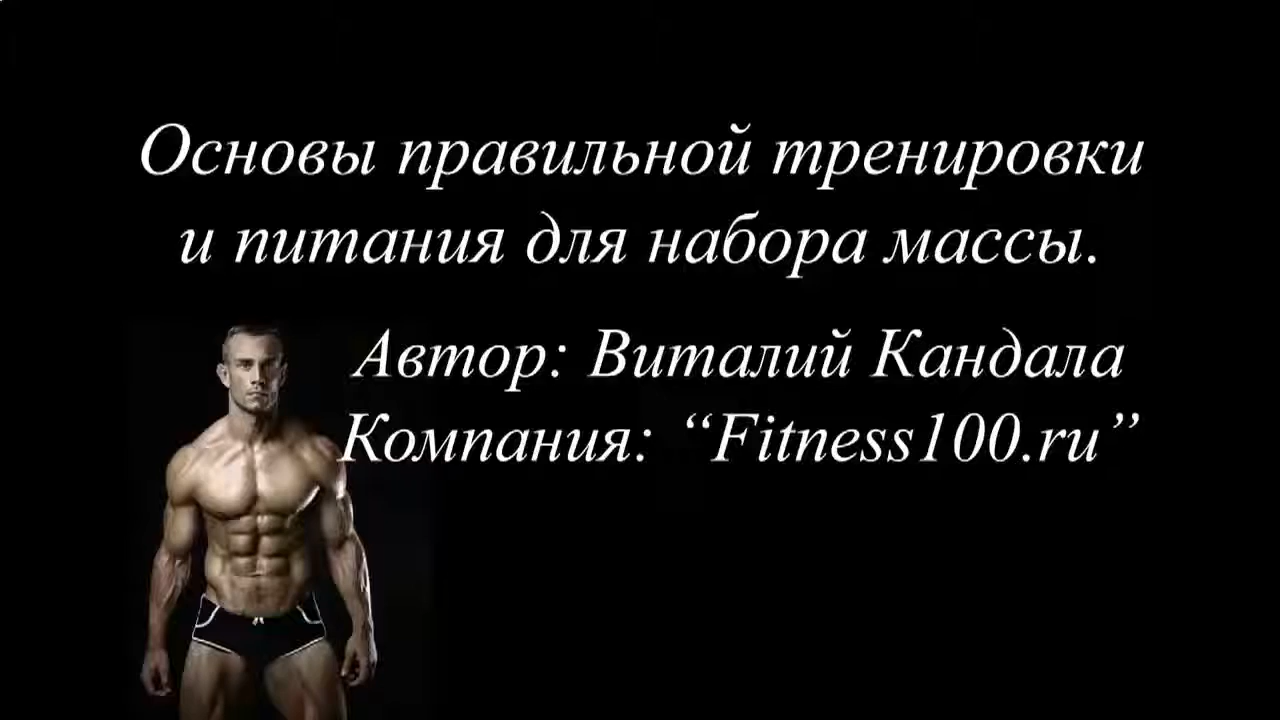 Основы правильной тренировки
и питания для набора массы.
Автор: Виталий Кандала
Компания: “Fitness100.ru”